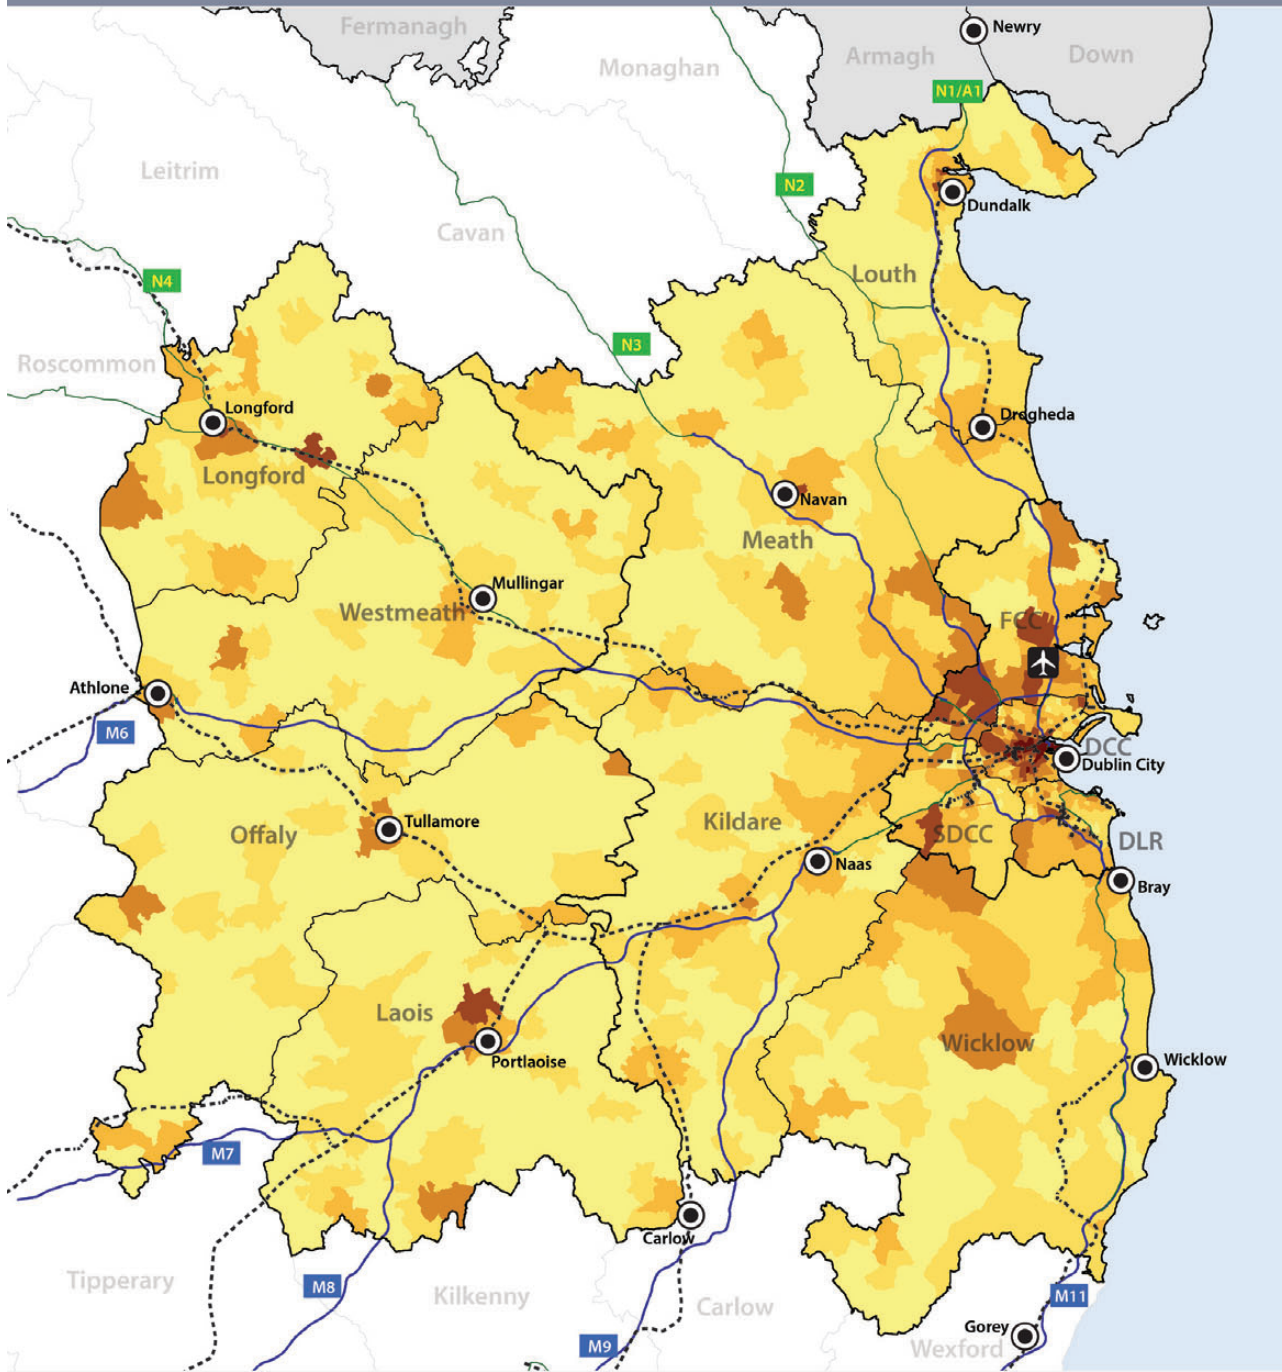 Fermanagh
Newry
Armagh
Down
Monaghan
N1/A1
Leitrim
N2
Dundalk
Cavan
Louth
N4
N3
Roscommon
Longford
Drogheda
Longford
Navan
Meath
Mullingar
Westmeath
FCC
Athlone
M6
DCC
Dublin City
Offaly
Tullamore
Kildare
SDCC
DLR
Naas
Bray
Laois
Wicklow
Portlaoise
Wicklow
M7
Carlow
Tipperary
M8
Kilkenny
Carlow
M11
Gorey
M9
Wexford